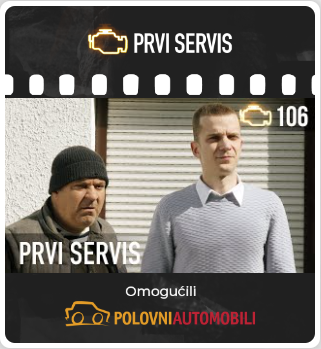 PRVI SERVIS
106
PRVI SERVIS
Omogućili
POLOVNIAUTOMOBILI